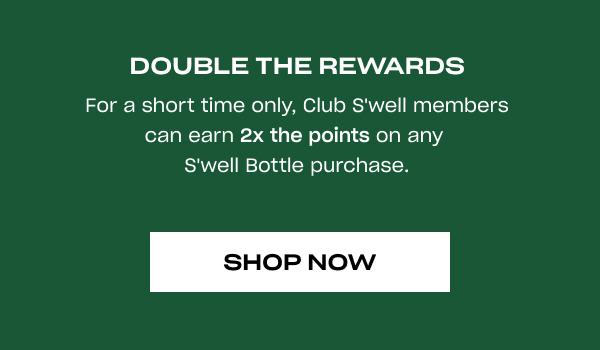 DOUBLE THE REWARDS
For a short time only, Club S'well members
can earn 2x the points on any
S'well Bottle purchase.
SHOP NOW